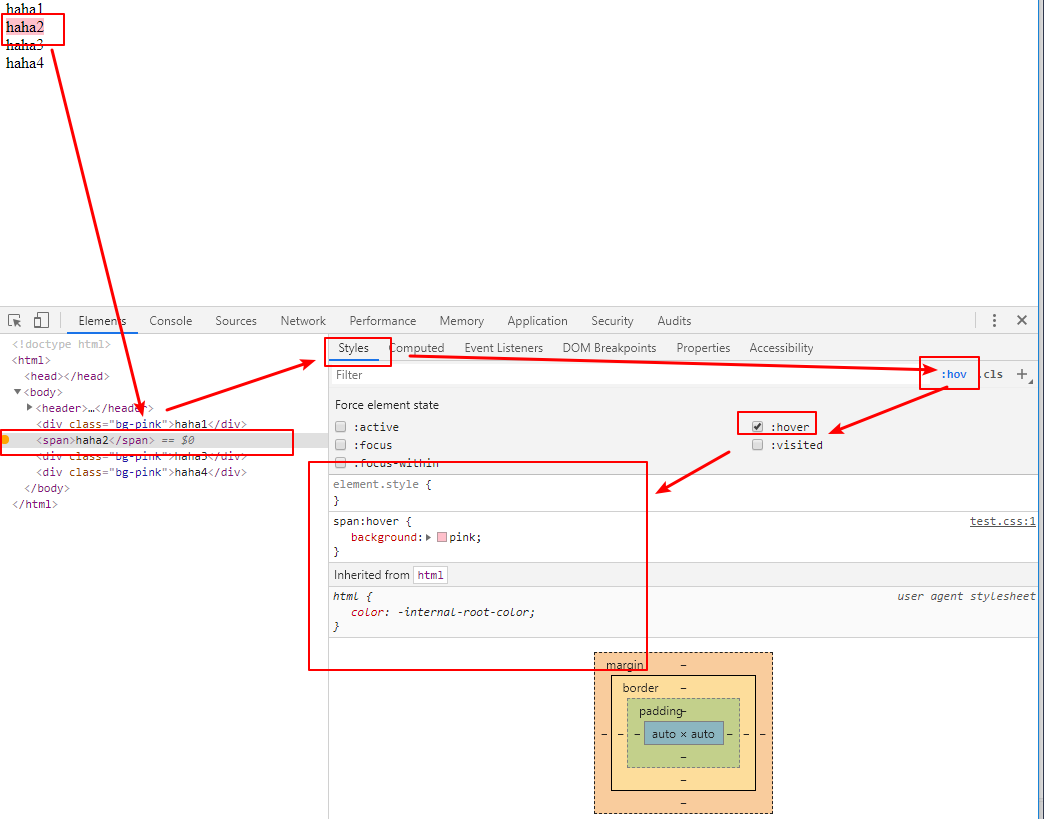 haha1
haha2
haha3
haha4
Elements Console Sources Network Performance Memory Application Security Audits
<!doctype html>
<html>
<head></head>
<body>
<header>…</header>
<div class="bg-pink">haha1</div>
<span>haha2</span> == $0
<div class="bg-pink">haha3</div>
<div class="bg-pink">haha4</div>
</body>
</html>
Styles Computed Event Listeners DOM Breakpoints Properties Accessibility
Filter :hov .cls +
Force element state
:active :hover
:focus :visited
:focus-within
element.style {
}
span:hover { test.css:1
background: pink;
}
Inherited from html
html { user agent stylesheet
color: -internal-root-color;
}
margin –
border –
padding –
– – – auto × auto – – –
–
–
–